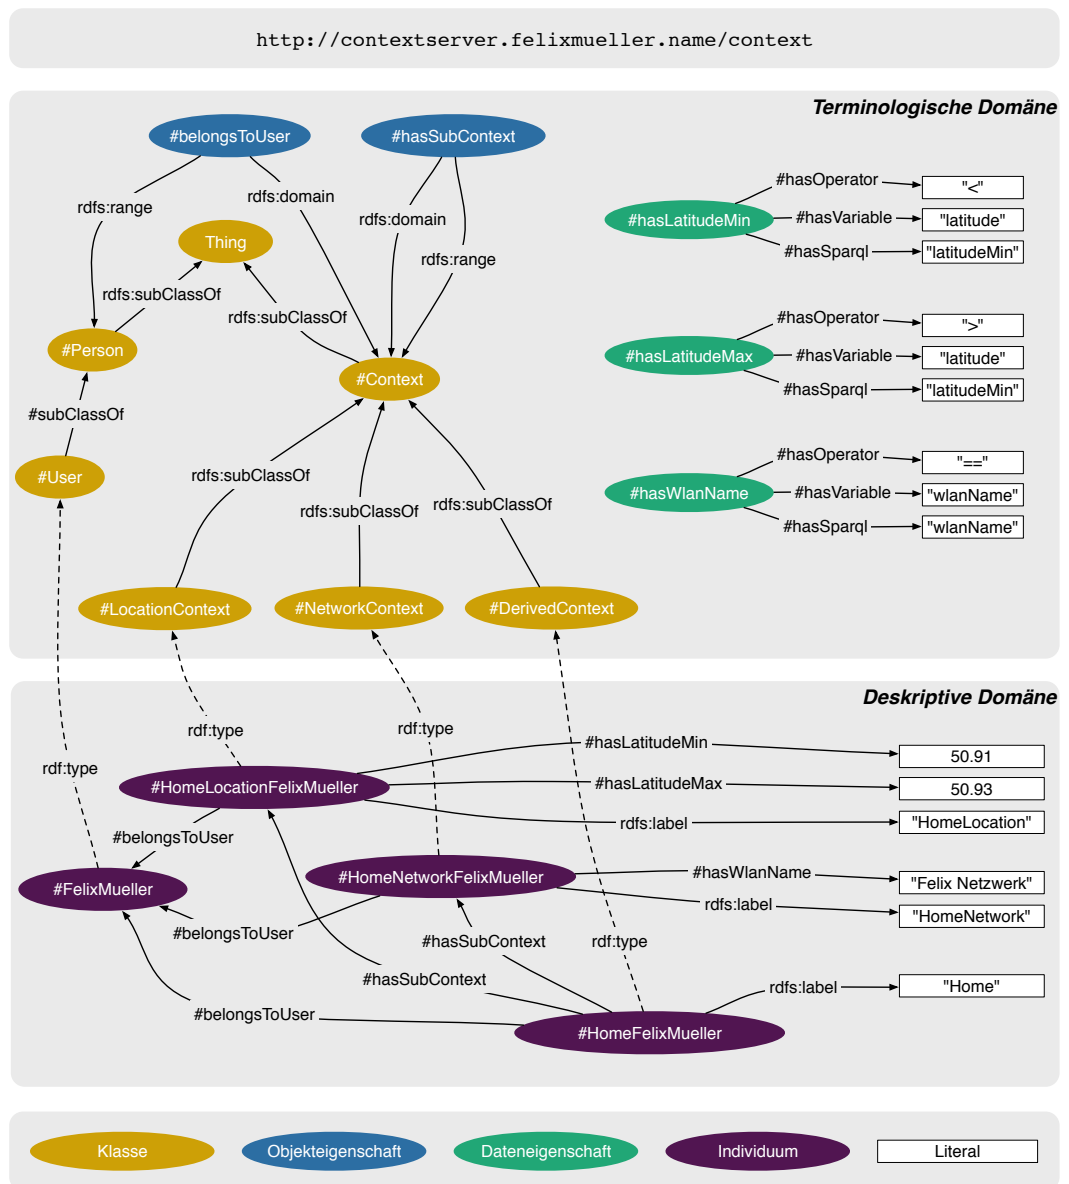 http://contextserver.felixmueller.name/context
Terminologische Domäne
#belongsToUser
#hasSubContext
rdfs:range
rdfs:domain
rdfs:domain
rdfs:range
Thing
rdfs:subClassOf
rdfs:subClassOf
#Person
#Context
#subClassOf
#User
rdfs:subClassOf
rdfs:subClassOf
rdfs:subClassOf
#LocationContext
#NetworkContext
#DerivedContext
#hasLatitudeMin
#hasOperator
"<"
#hasVariable
"latitude"
#hasSparql
"latitudeMin"
#hasLatitudeMax
#hasOperator
">"
#hasVariable
"latitude"
#hasSparql
"latitudeMin"
#hasWlanName
#hasOperator
"=="
#hasVariable
"wlanName"
#hasSparql
"wlanName"
Deskriptive Domäne
rdf:type
rdf:type
rdf:type
rdf:type
#HomeLocationFelixMueller
#hasLatitudeMin
50.91
#hasLatitudeMax
50.93
rdfs:label
"HomeLocation"
#belongsToUser
#FelixMueller
#HomeNetworkFelixMueller
#hasWlanName
"Felix Netzwerk"
rdfs:label
"HomeNetwork"
#belongsToUser
#hasSubContext
#hasSubContext
#belongsToUser
#HomeFelixMueller
rdfs:label
"Home"
Klasse
Objekteigenschaft
Dateneigenschaft
Individuum
Literal